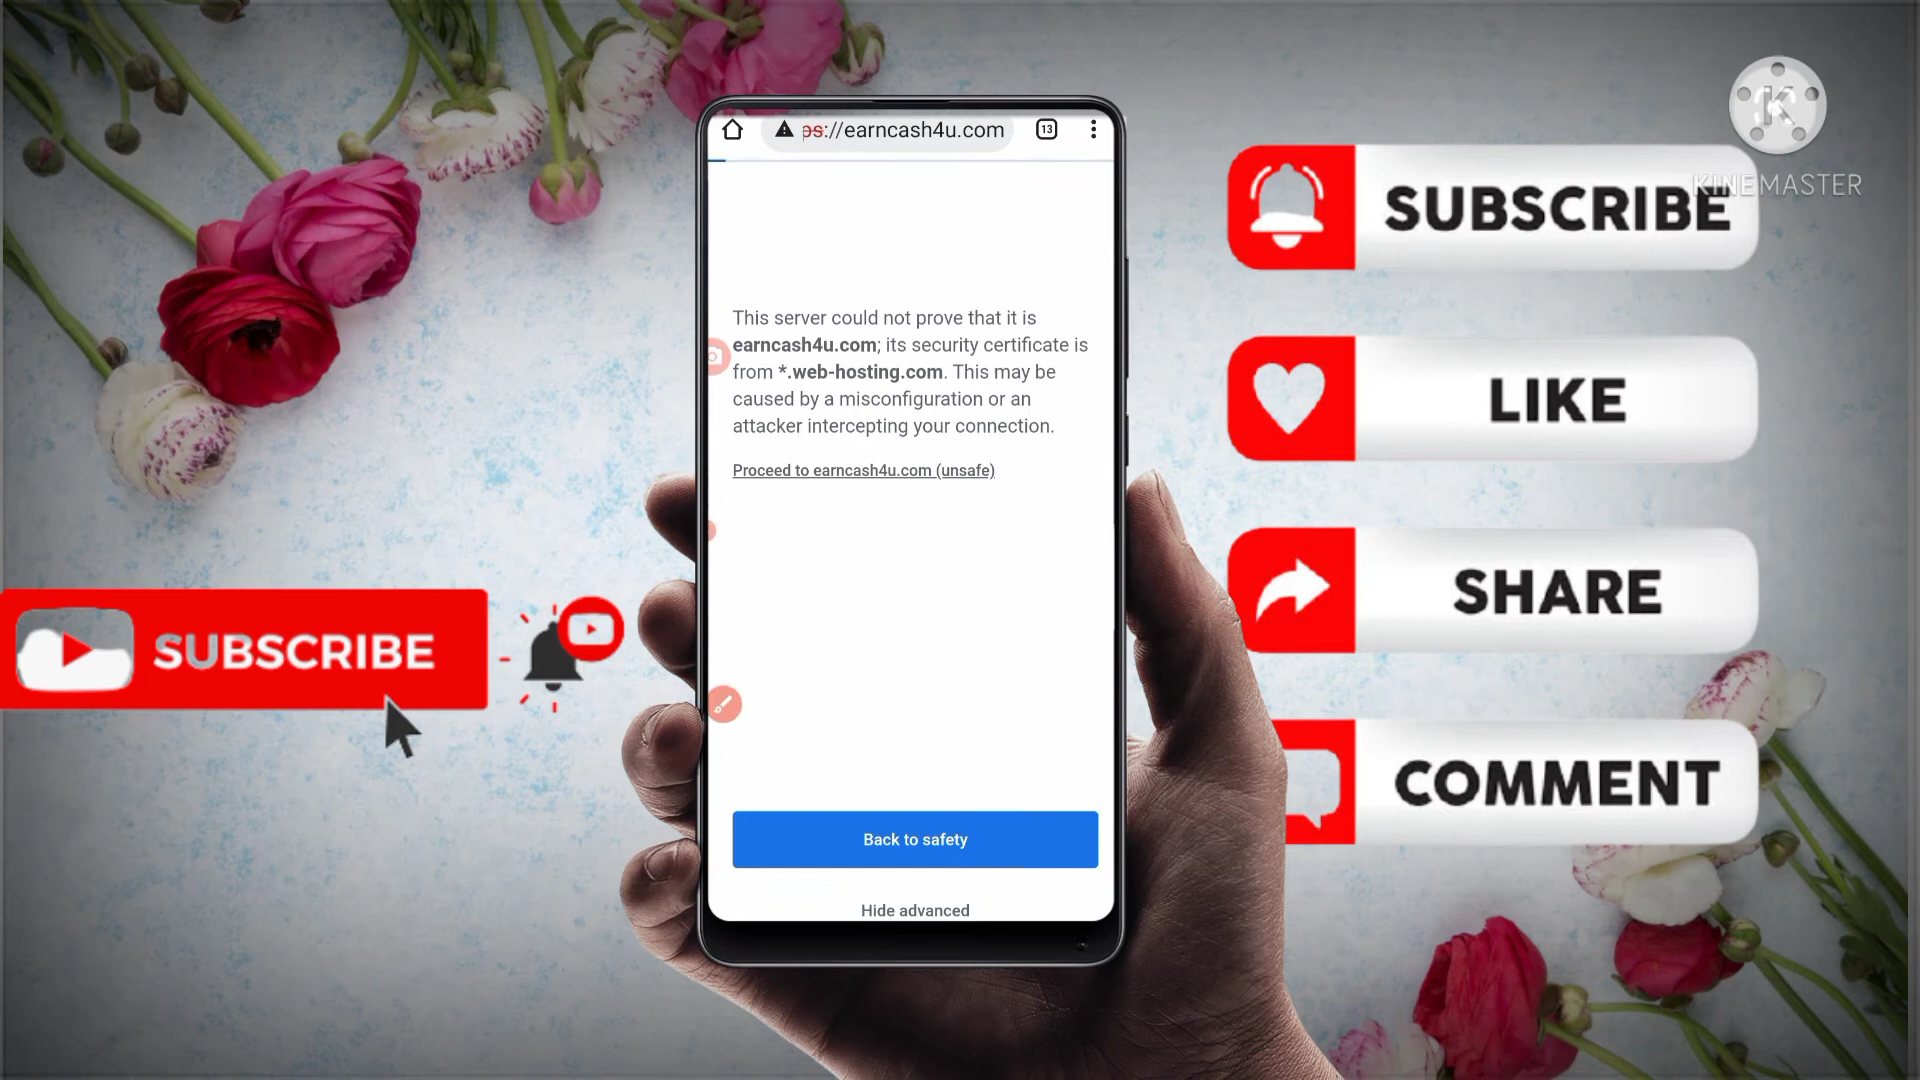 ps://earncash4u.com
13
This server could not prove that it is
earncash4u.com; its security certificate is
from *.web-hosting.com. This may be
caused by a misconfiguration or an
attacker intercepting your connection.
Proceed to earncash4u.com (unsafe)
Back to safety
Hide advanced
SUBSCRIBE
K
KINEMASTER
SUBSCRIBE
LIKE
SHARE
COMMENT